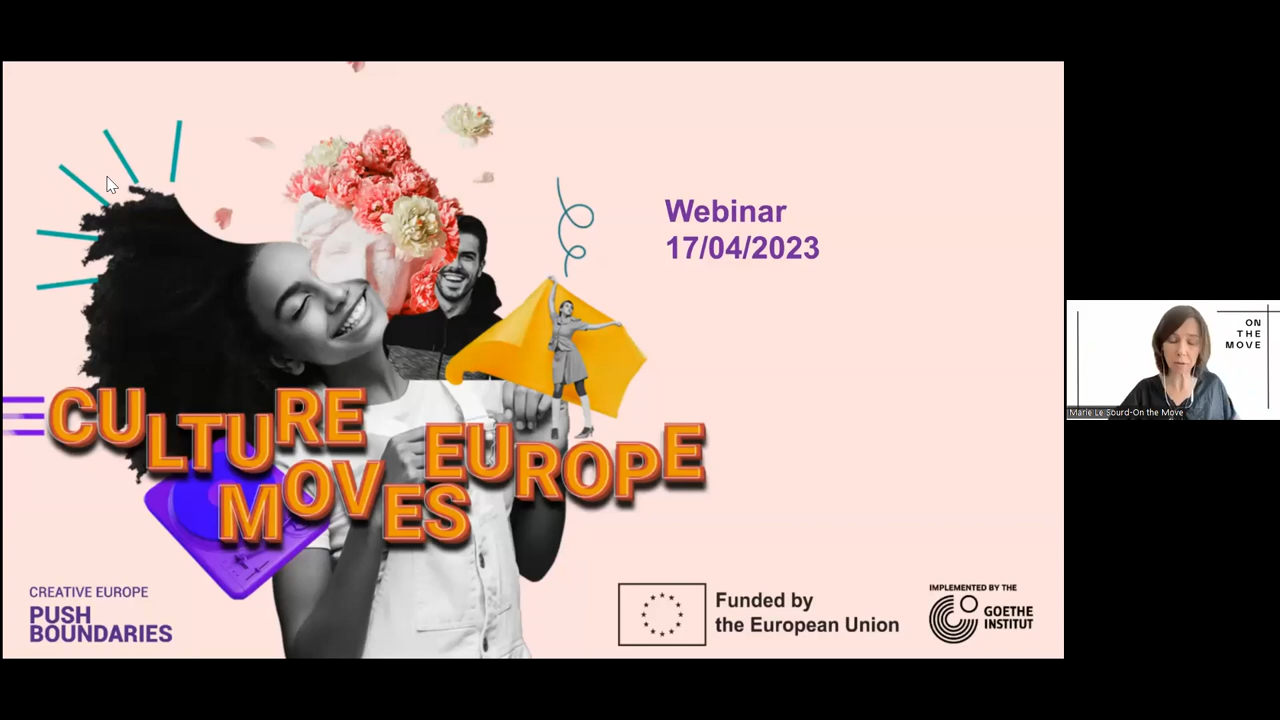 Webinar
17/04/2023
CULTURE
MOVES EUROPE
CREATIVE EUROPE
PUSH
BOUNDARIES
Funded by
the European Union
IMPLEMENTED BY THE
GOETHE
INSTITUT
ON
THE
MOVE
Marie Le Sourd-On the Move